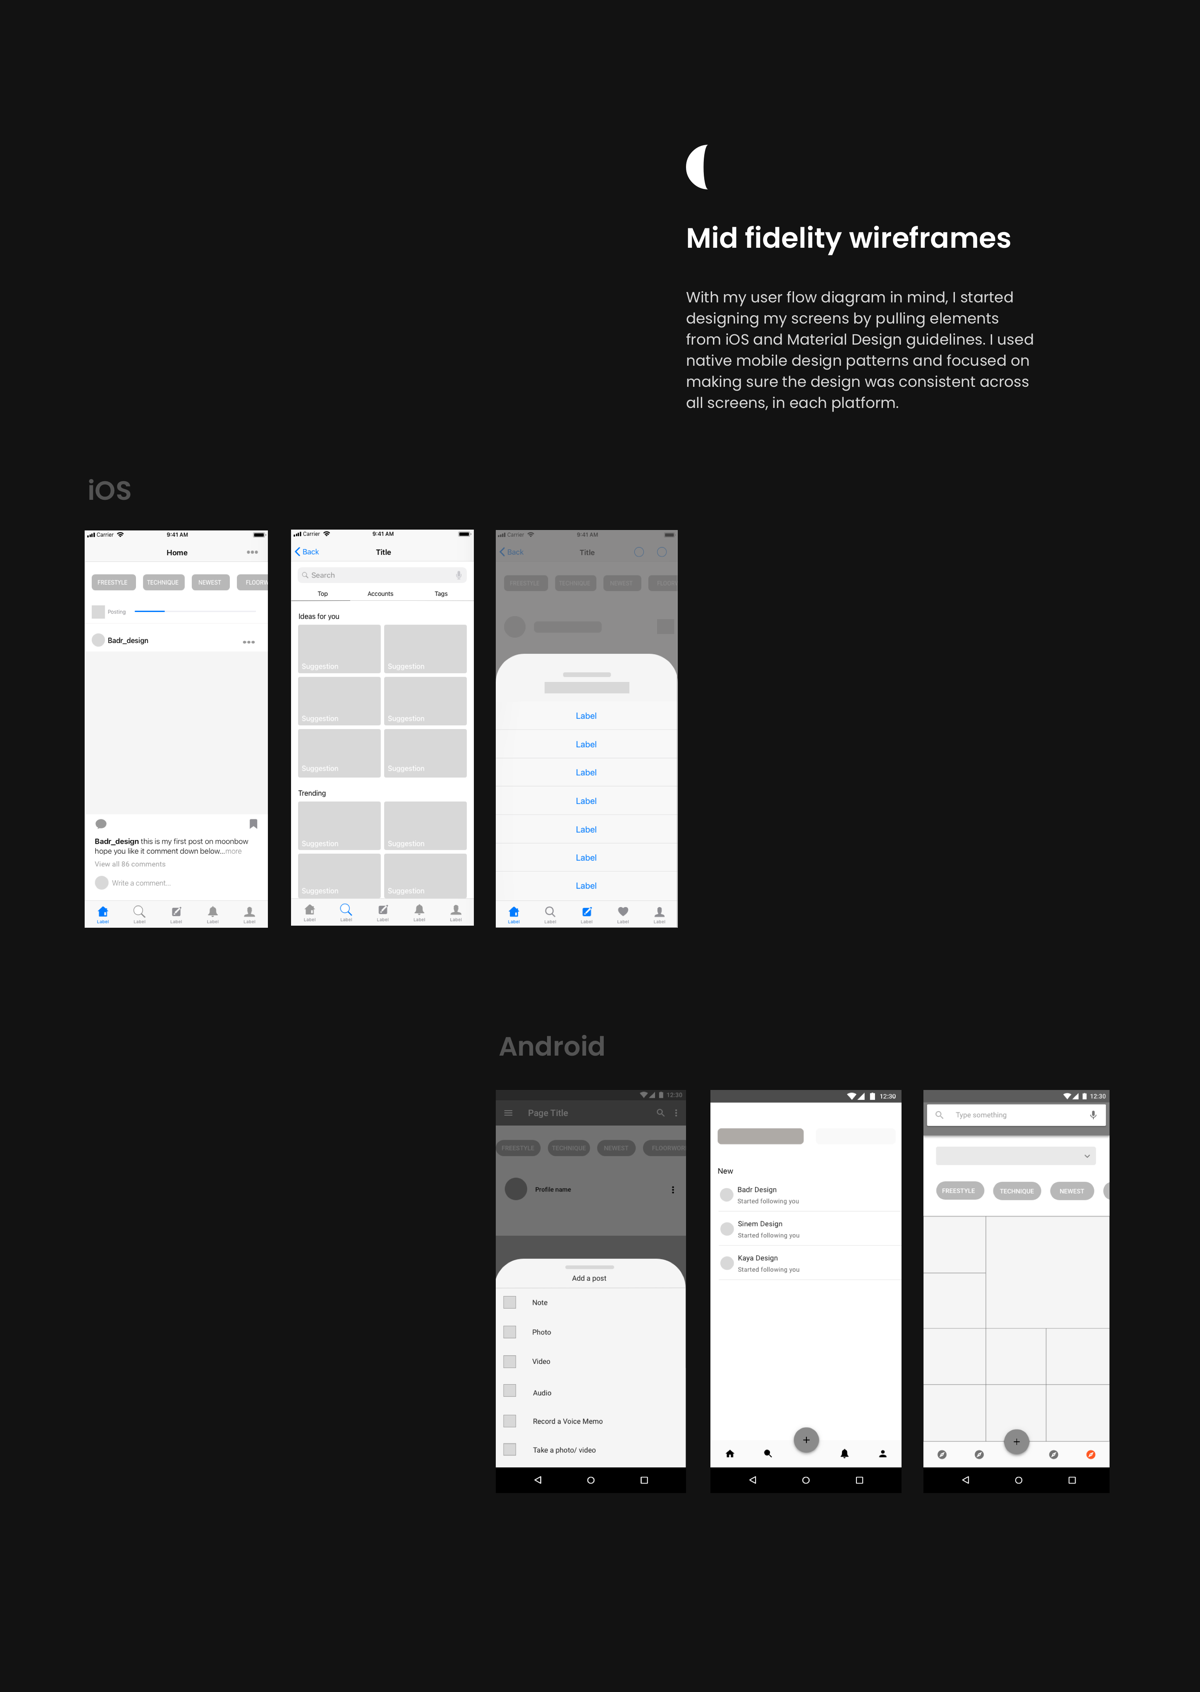 Mid fidelity wireframes
With my user flow diagram in mind, I started
designing my screens by pulling elements
from iOS and Material Design guidelines. I used
native mobile design patterns and focused on
making sure the design was consistent across
all screens, in each platform.
iOS
Carrier 9:41 AM
Home
FREESTYLE TECHNIQUE NEWEST FLOORW
Posting
Badr_design
Badr_design this is my first post on moonbow
hope you like it comment down below...more
View all 86 comments
Write a comment...
Label Label Label Label Label
Carrier 9:41 AM
Back Title
Search
Top Accounts Tags
Ideas for you
Suggestion Suggestion
Suggestion Suggestion
Suggestion Suggestion
Trending
Suggestion Suggestion
Suggestion Suggestion
Label Label Label Label Label
Carrier 9:41 AM
Back Title
FREESTYLE TECHNIQUE NEWEST FLOORW
Label
Label
Label
Label
Label
Label
Label
Label Label Label Label Label
Android
12:30
Page Title
FREESTYLE TECHNIQUE NEWEST FLOORWORK
Profile name
Add a post
Note
Photo
Video
Audio
Record a Voice Memo
Take a photo/ video
12:30
New
Badr Design
Started following you
Sinem Design
Started following you
Kaya Design
Started following you
12:30
Type something
FREESTYLE TECHNIQUE NEWEST